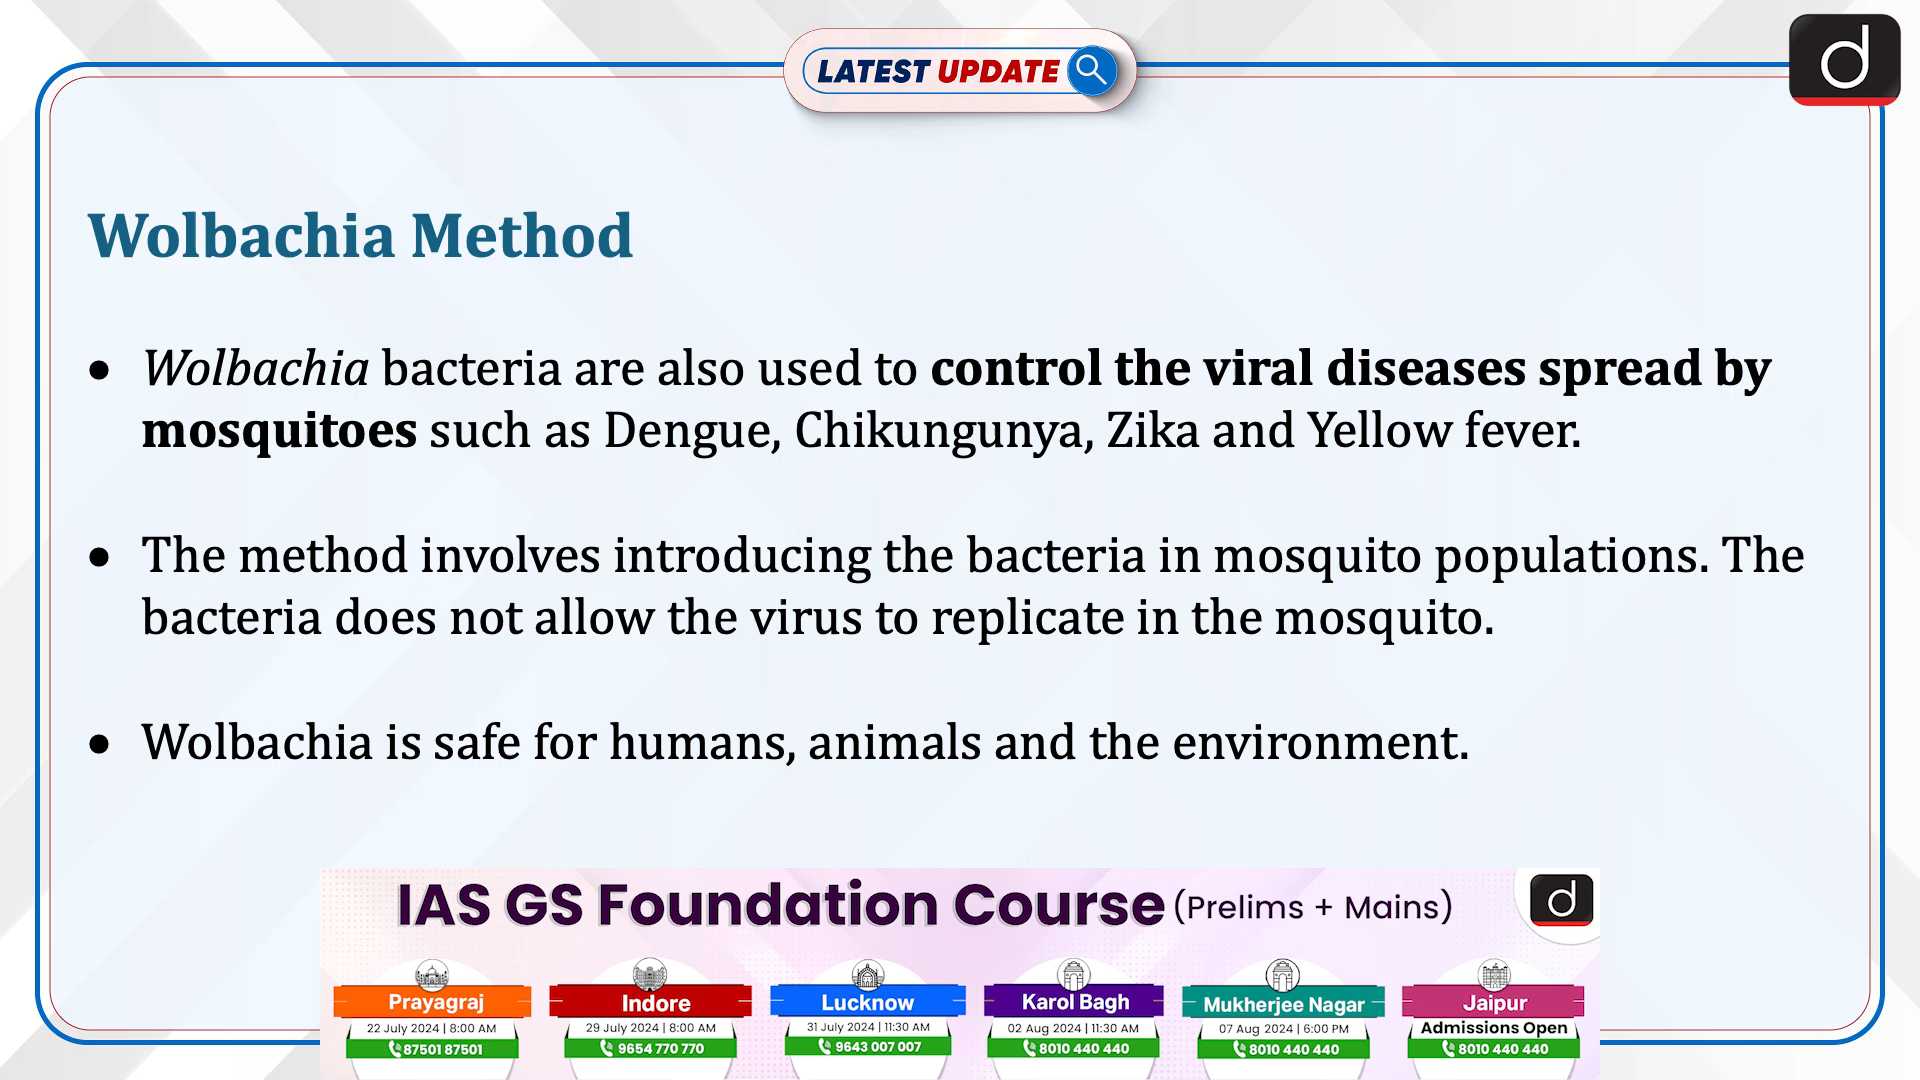 LATEST UPDATE
d
Wolbachia Method
• Wolbachia bacteria are also used to control the viral diseases spread by
mosquitoes such as Dengue, Chikungunya, Zika and Yellow fever.
• The method involves introducing the bacteria in mosquito populations. The
bacteria does not allow the virus to replicate in the mosquito.
• Wolbachia is safe for humans, animals and the environment.
IAS GS Foundation Course (Prelims + Mains)
d
Prayagraj
22 July 2024 | 8:00 AM
87501 87501
Indore
29 July 2024 | 8:00 AM
9654 770 770
Lucknow
31 July 2024 | 11:30 AM
9643 007 007
Karol Bagh
02 Aug 2024 | 11:30 AM
8010 440 440
Mukherjee Nagar
07 Aug 2024 | 6:00 PM
8010 440 440
Jaipur
Admissions Open
8010 440 440